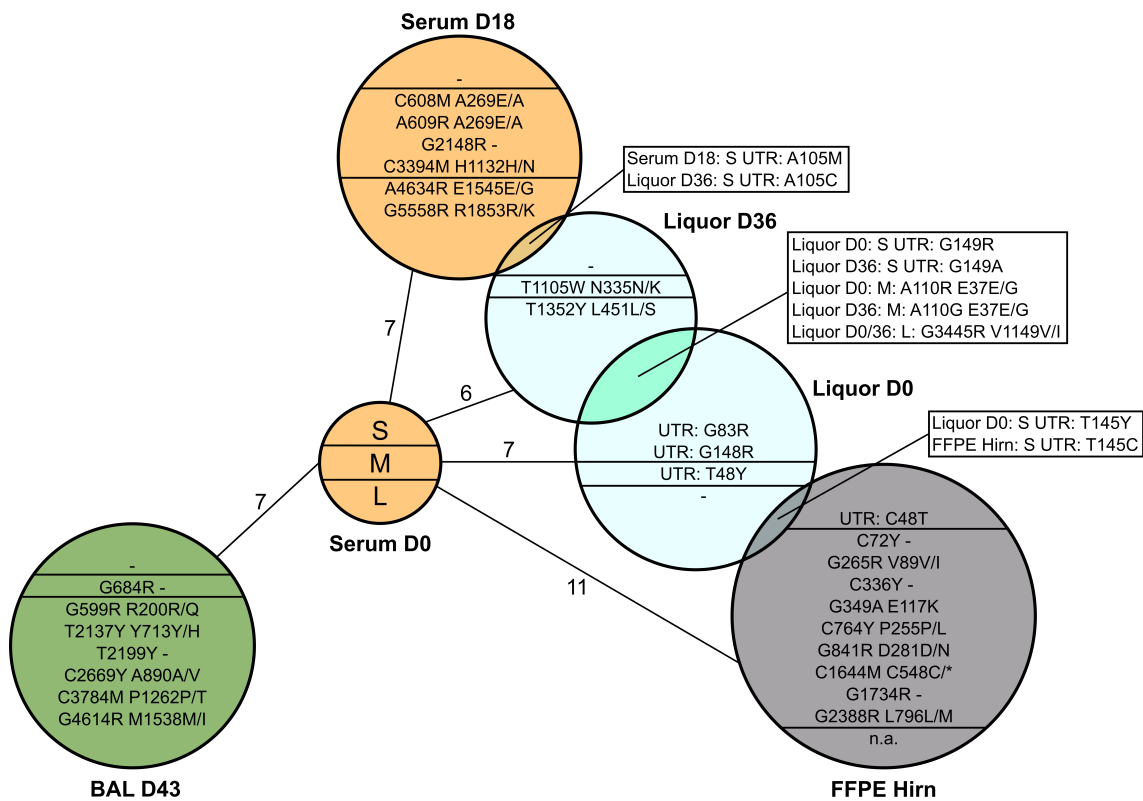 Serum D18
-
C608M A269E/A
A609R A269E/A
G2148R -
C3394M H1132H/N
A4634R E1545E/G
G5558R R1853R/K
Serum D18: S UTR: A105M
Liquor D36: S UTR: A105C
Liquor D36
-
T1105W N335N/K
T1352Y L451L/S
Liquor D0: S UTR: G149R
Liquor D36: S UTR: G149A
Liquor D0: M: A110R E37E/G
Liquor D36: M: A110G E37E/G
Liquor D0/36: L: G3445R V1149V/I
7
6
7
Liquor D0
UTR: G83R
UTR: G148R
UTR: T48Y
-
Liquor D0: S UTR: T145Y
FFPE Hirn: S UTR: T145C
S
M
L
Serum D0
7
11
UTR: C48T
C72Y -
G265R V89V/I
C336Y -
G349A E117K
C764Y P255P/L
G841R D281D/N
C1644M C548C/*
G1734R -
G2388R L796L/M
n.a.
FFPE Hirn
-
G684R -
G599R R200R/Q
T2137Y Y713Y/H
T2199Y -
C2669Y A890A/V
C3784M P1262P/T
G4614R M1538M/I
BAL D43